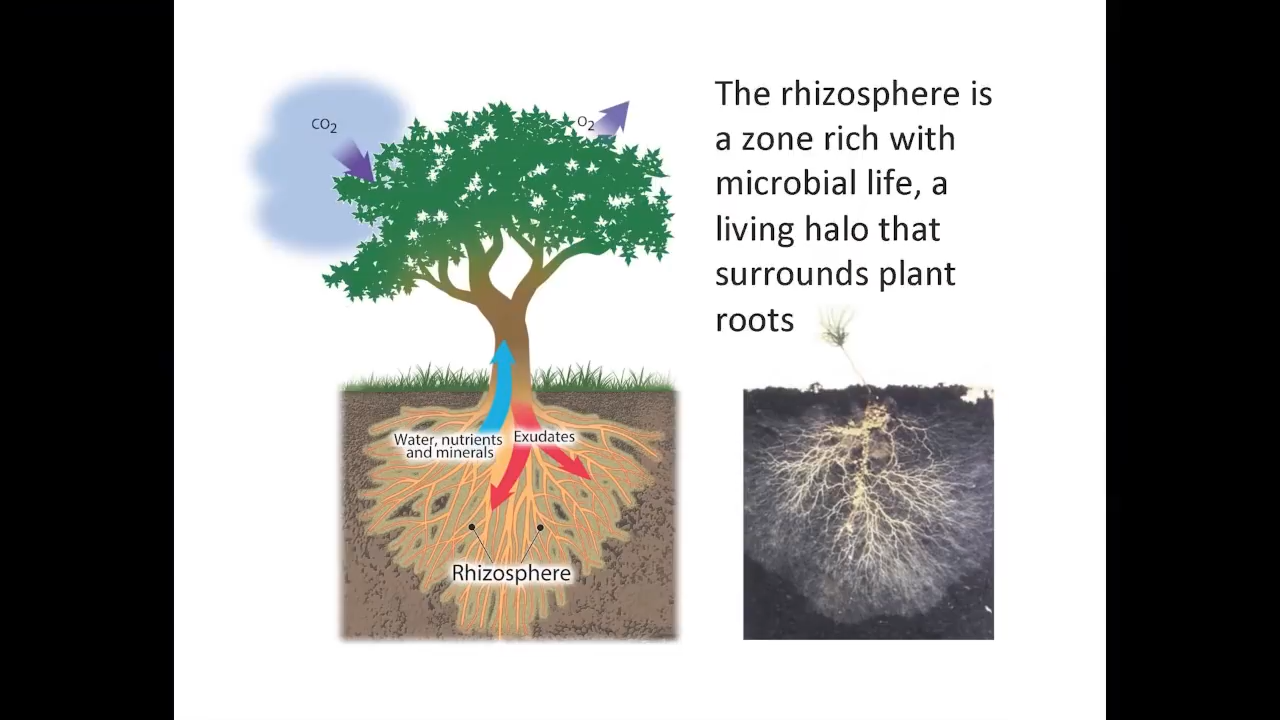 The rhizosphere is
a zone rich with
microbial life, a
living halo that
surrounds plant
roots
CO₂
O₂
Water, nutrients
and minerals
Exudates
Rhizosphere